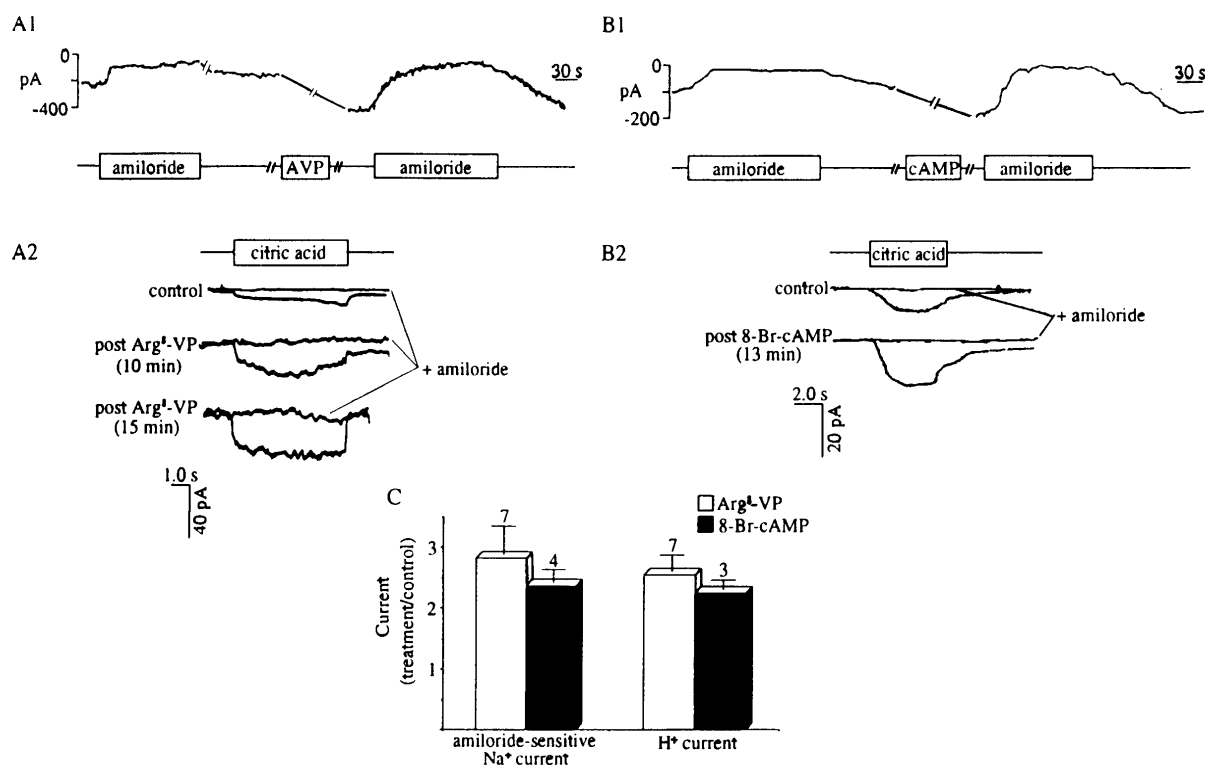 A1
0
pA
-400
30 s
amiloride
AVP
amiloride
B1
0
pA
-200
30 s
amiloride
cAMP
amiloride
A2
citric acid
control
post Arg⁸-VP
(10 min)
+ amiloride
post Arg⁸-VP
(15 min)
1.0 s
40 pA
B2
citric acid
control
+ amiloride
post 8-Br-cAMP
(13 min)
2.0 s
20 pA
C
Arg⁸-VP
8-Br-cAMP
Current
(treatment/control)
3
2
1
7
4
7
3
amiloride-sensitive
Na⁺ current
H⁺ current